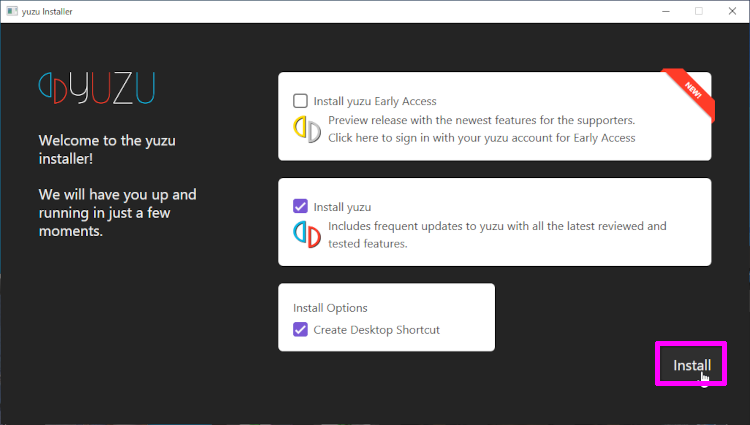 yuzu Installer
YUZU
Welcome to the yuzu
installer!
We will have you up and
running in just a few
moments.
NEW!
Install yuzu Early Access
Preview release with the newest features for the supporters.
Click here to sign in with your yuzu account for Early Access
Install yuzu
Includes frequent updates to yuzu with all the latest reviewed and
tested features.
Install Options
Create Desktop Shortcut
Install